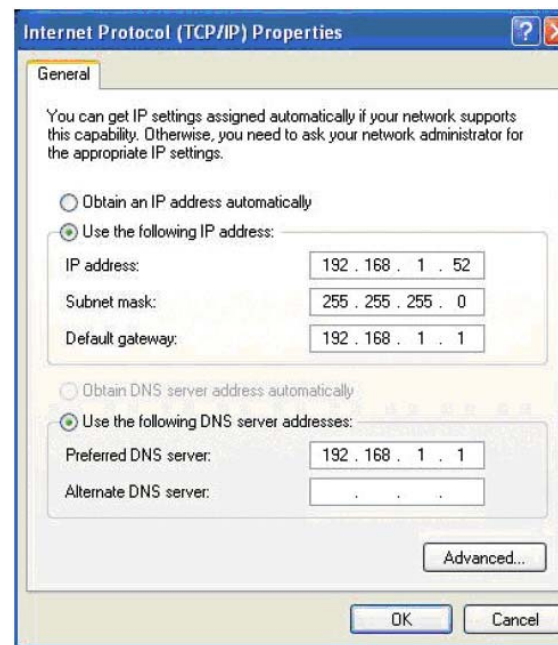 Internet Protocol (TCP/IP) Properties
General
You can get IP settings assigned automatically if your network supports
this capability. Otherwise, you need to ask your network administrator for
the appropriate IP settings.
Obtain an IP address automatically
Use the following IP address:
IP address: 192 . 168 . 1 . 52
Subnet mask: 255 . 255 . 255 . 0
Default gateway: 192 . 168 . 1 . 1
Obtain DNS server address automatically
Use the following DNS server addresses:
Preferred DNS server: 192 . 168 . 1 . 1
Alternate DNS server: . . .
Advanced...
OK Cancel